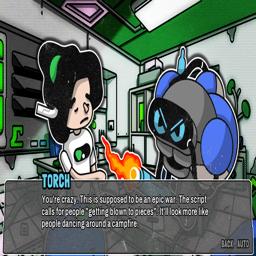 TORCH
You're crazy. This is supposed to be an epic war. The script
calls for people "getting blown to pieces". It'll look more like
people dancing around a campfire.
BACK AUTO